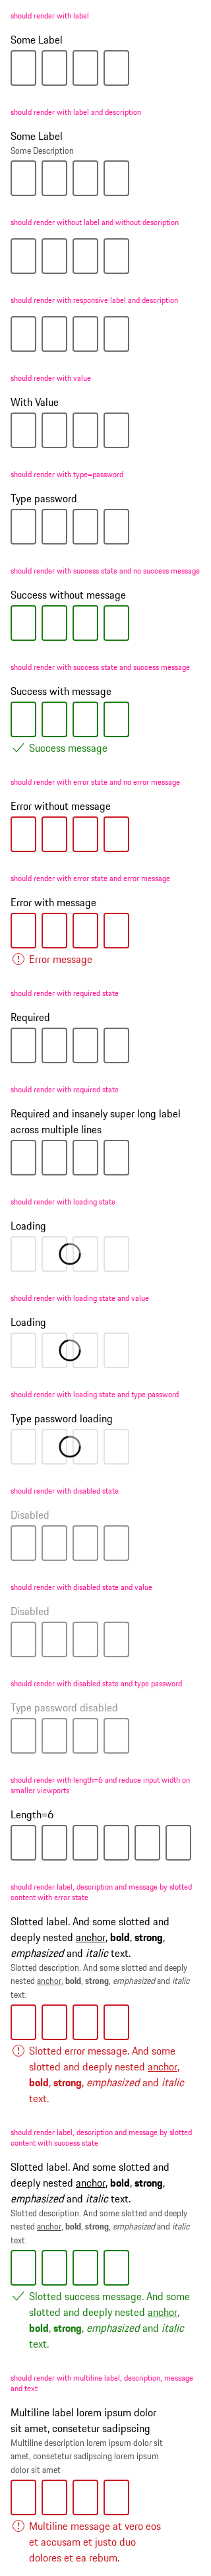 should render with label
Some Label
should render with label and description
Some Label
Some Description
should render without label and without description
should render with responsive label and description
should render with value
With Value
should render with type=password
Type password
should render with success state and no success message
Success without message
should render with success state and success message
Success with message
Success message
should render with error state and no error message
Error without message
should render with error state and error message
Error with message
Error message
should render with required state
Required
should render with required state
Required and insanely super long label
across multiple lines
should render with loading state
Loading
should render with loading state and value
Loading
should render with loading state and type password
Type password loading
should render with disabled state
Disabled
should render with disabled state and value
Disabled
should render with disabled state and type password
Type password disabled
should render with length=6 and reduce input width on
smaller viewports
Length=6
should render label, description and message by slotted
content with error state
Slotted label. And some slotted and
deeply nested anchor, bold, strong,
emphasized and italic text.
Slotted description. And some slotted and deeply
nested anchor, bold, strong, emphasized and italic
text.
Slotted error message. And some
slotted and deeply nested anchor,
bold, strong, emphasized and italic
text.
should render label, description and message by slotted
content with success state
Slotted label. And some slotted and
deeply nested anchor, bold, strong,
emphasized and italic text.
Slotted description. And some slotted and deeply
nested anchor, bold, strong, emphasized and italic
text.
Slotted success message. And some
slotted and deeply nested anchor,
bold, strong, emphasized and italic
text.
should render with multiline label, description, message
and text
Multiline label lorem ipsum dolor
sit amet, consetetur sadipscing
Multiline description lorem ipsum dolor sit
amet, consetetur sadipscing lorem ipsum
dolor sit amet
Multiline message at vero eos
et accusam et justo duo
dolores et ea rebum.